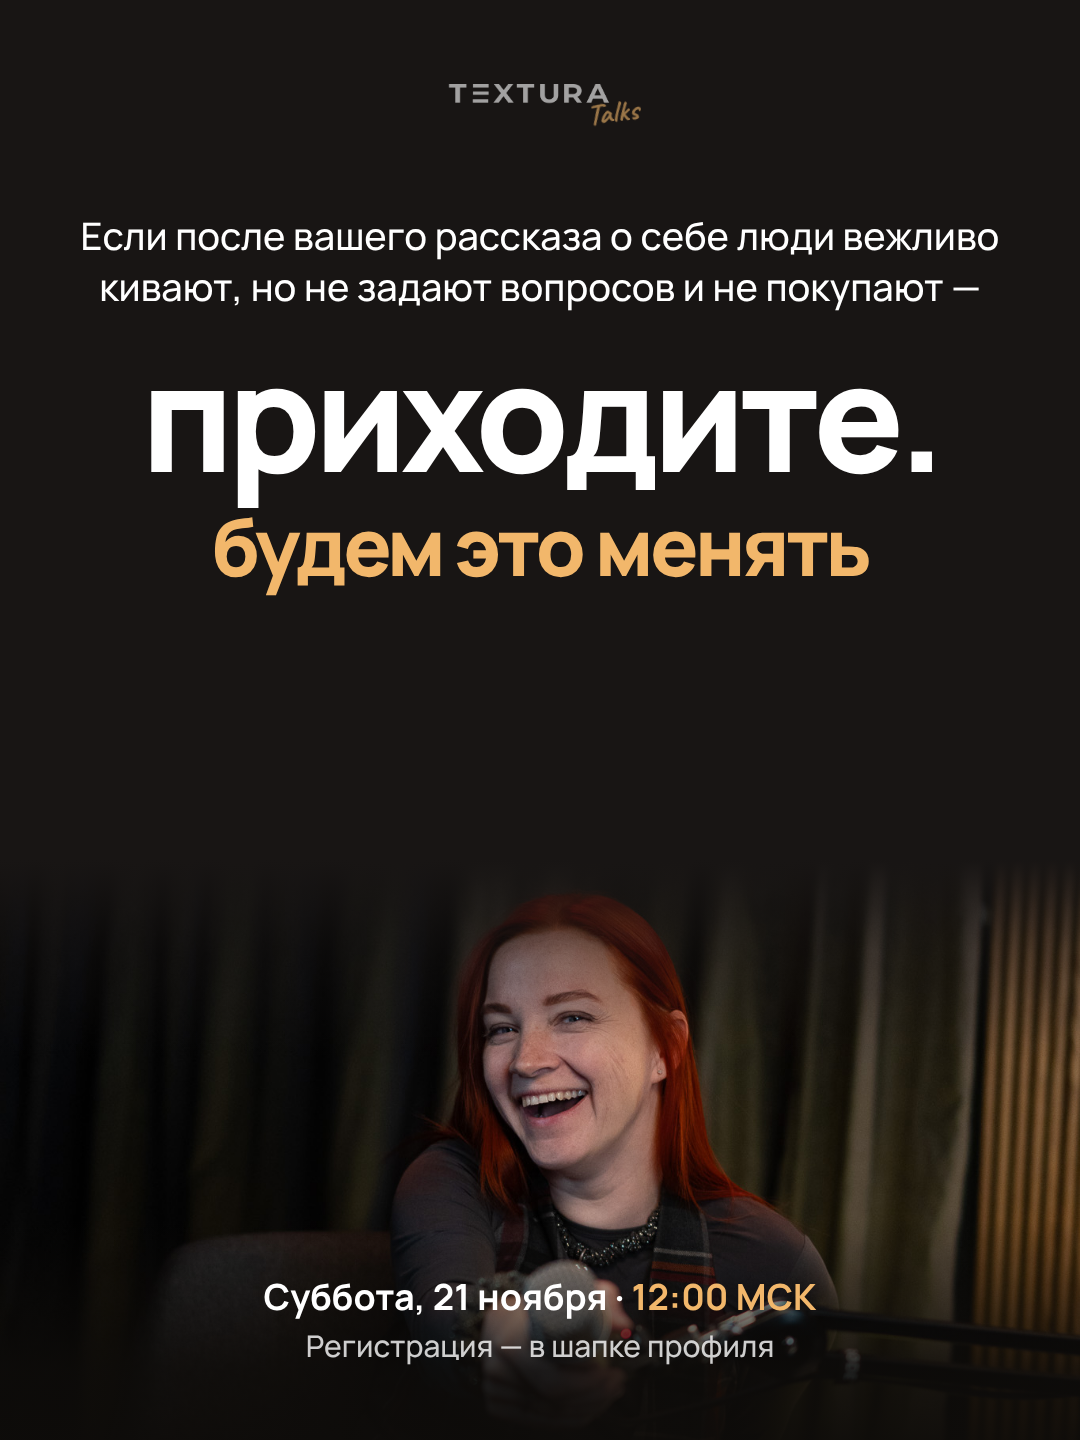 TEXTURA
Talks
Если после вашего рассказа о себе люди вежливо
кивают, но не задают вопросов и не покупают —
приходите.
будем это менять
Суббота, 21 ноября · 12:00 МСК
Регистрация — в шапке профиля